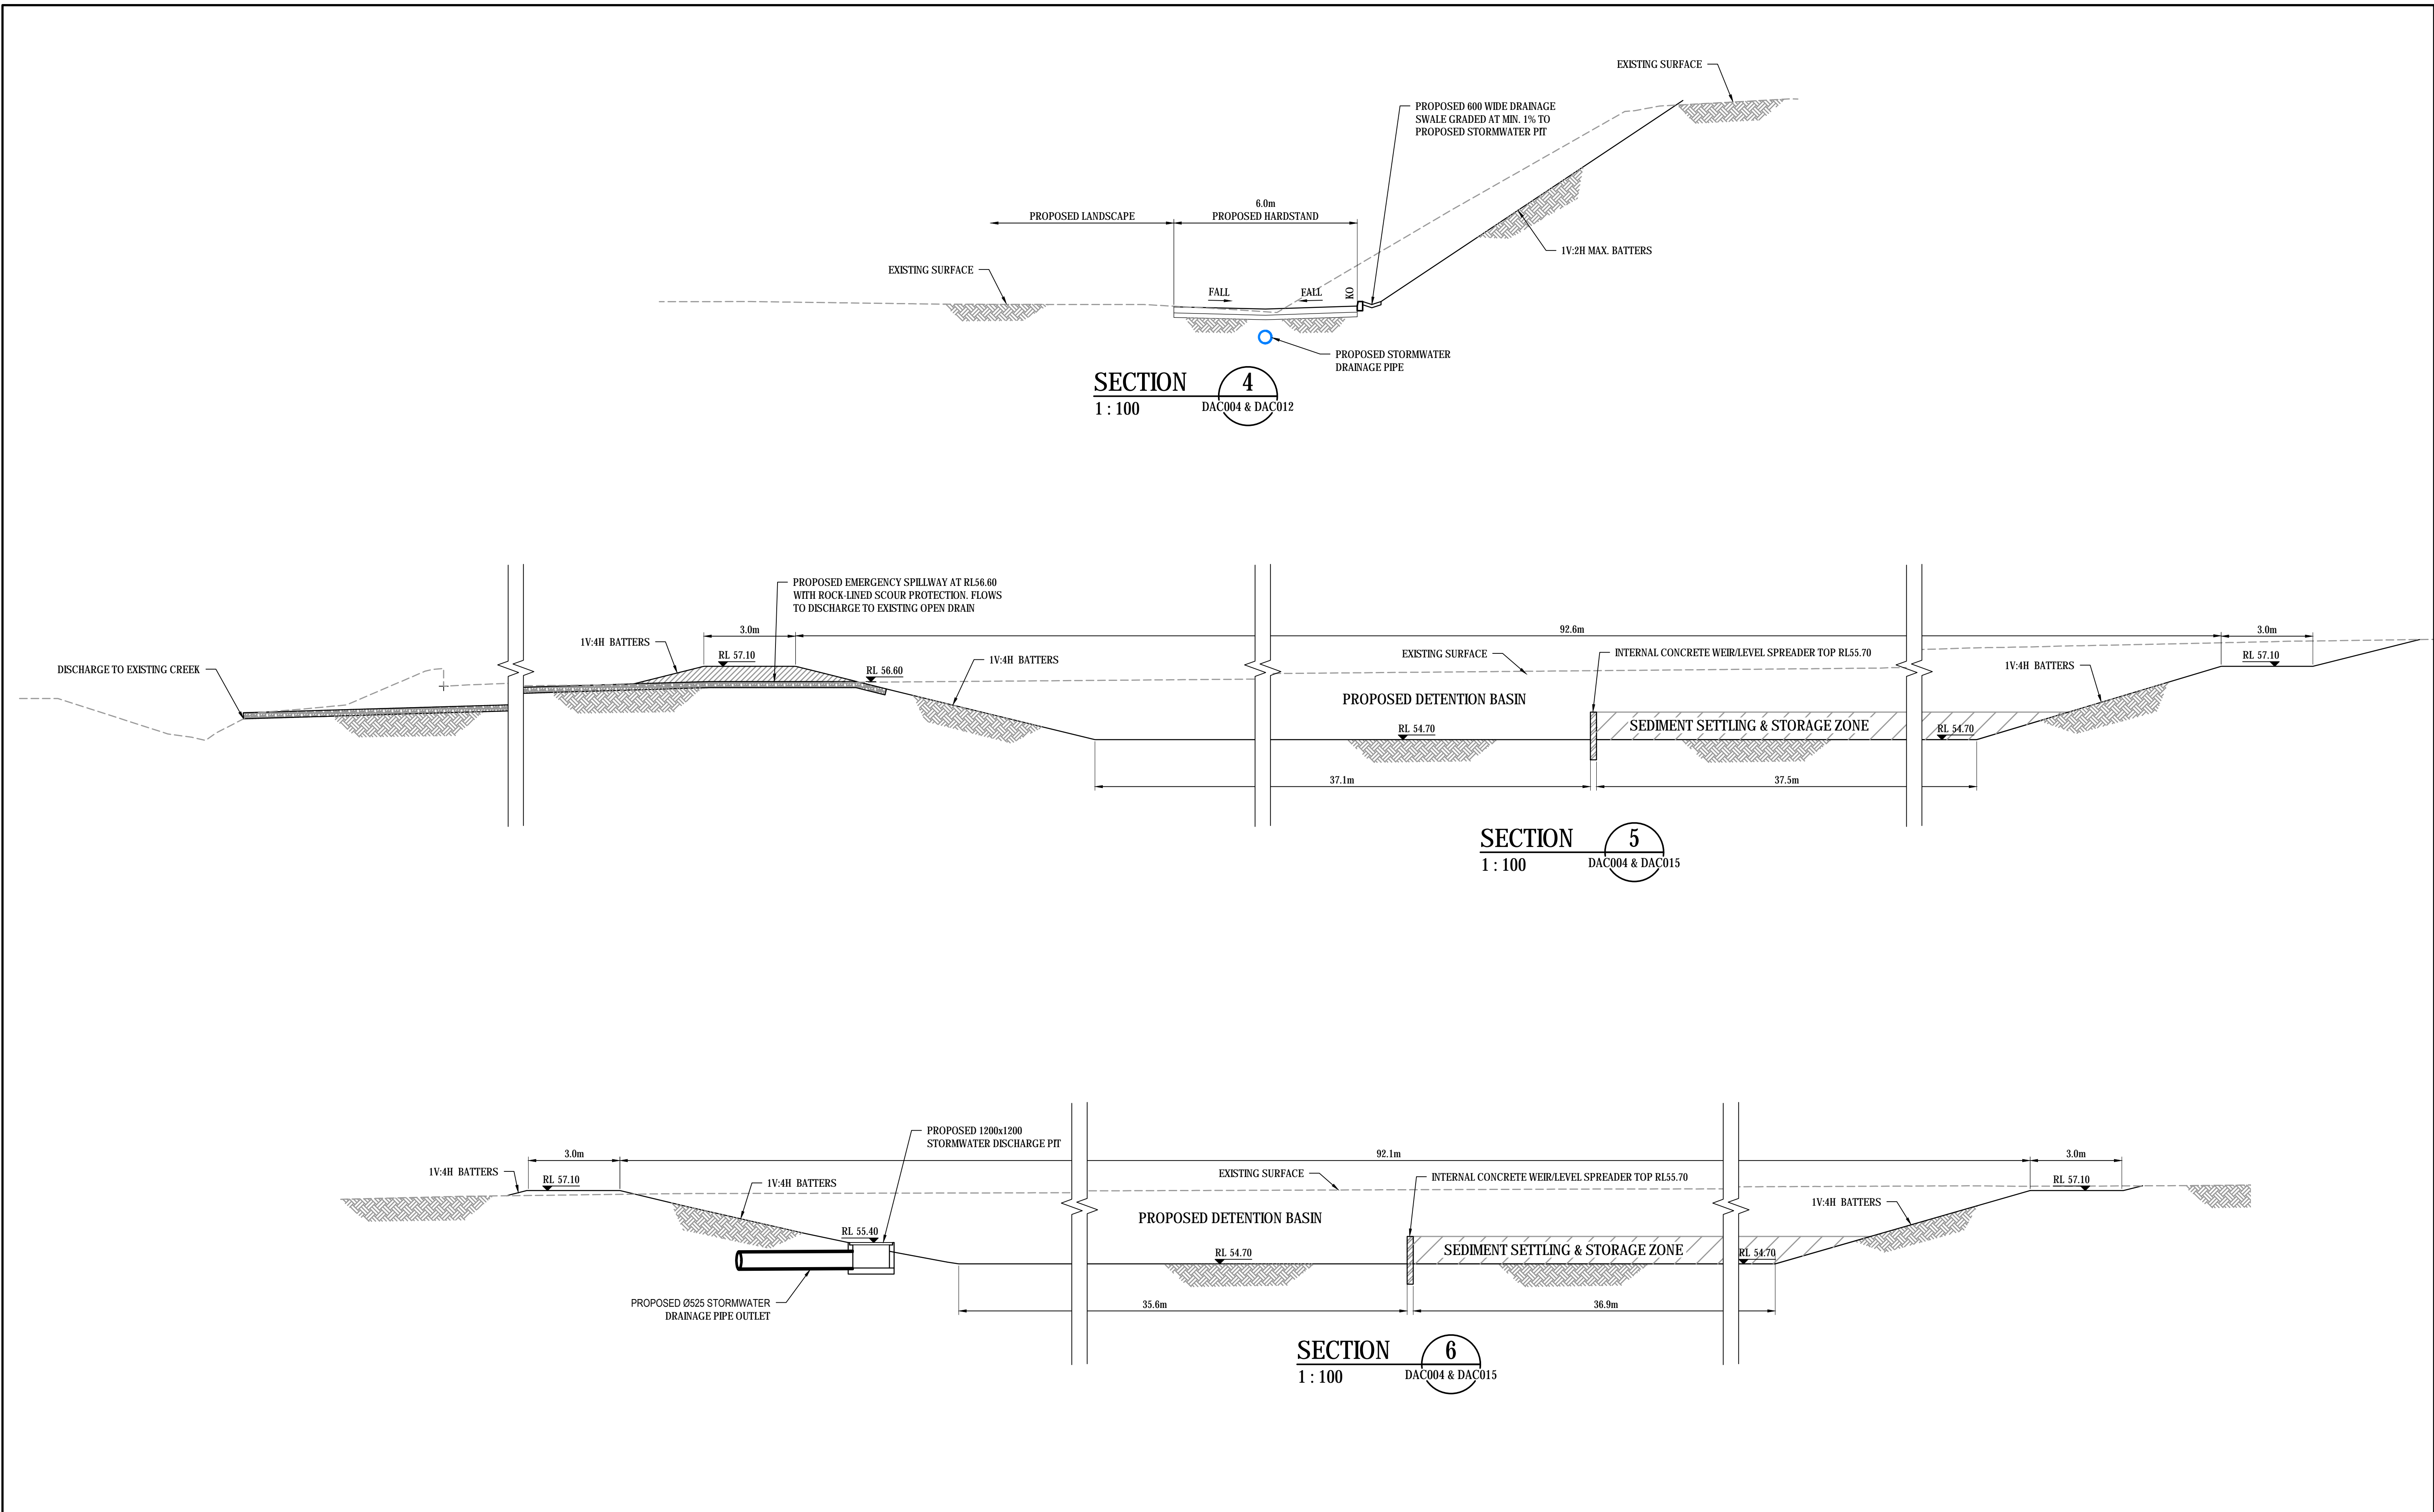 EXISTING SURFACE
PROPOSED 600 WIDE DRAINAGE
SWALE GRADED AT MIN. 1% TO
PROPOSED STORMWATER PIT
6.0m
PROPOSED LANDSCAPE
PROPOSED HARDSTAND
1V:2H MAX. BATTERS
EXISTING SURFACE
FALL
FALL
KO
PROPOSED STORMWATER
DRAINAGE PIPE
SECTION
4
1 : 100
DAC004 & DAC012
PROPOSED EMERGENCY SPILLWAY AT RL56.60
WITH ROCK-LINED SCOUR PROTECTION. FLOWS
TO DISCHARGE TO EXISTING OPEN DRAIN
3.0m
92.6m
3.0m
1V:4H BATTERS
RL 57.10
1V:4H BATTERS
EXISTING SURFACE
INTERNAL CONCRETE WEIR/LEVEL SPREADER TOP RL55.70
RL 57.10
DISCHARGE TO EXISTING CREEK
RL 56.60
1V:4H BATTERS
PROPOSED DETENTION BASIN
SEDIMENT SETTLING & STORAGE ZONE
RL 54.70
RL 54.70
37.1m
37.5m
SECTION
5
1 : 100
DAC004 & DAC015
PROPOSED 1200x1200
STORMWATER DISCHARGE PIT
3.0m
92.1m
3.0m
1V:4H BATTERS
RL 57.10
1V:4H BATTERS
EXISTING SURFACE
INTERNAL CONCRETE WEIR/LEVEL SPREADER TOP RL55.70
RL 57.10
1V:4H BATTERS
PROPOSED DETENTION BASIN
RL 55.40
RL 54.70
SEDIMENT SETTLING & STORAGE ZONE
RL 54.70
PROPOSED Ø525 STORMWATER
DRAINAGE PIPE OUTLET
35.6m
36.9m
SECTION
6
1 : 100
DAC004 & DAC015